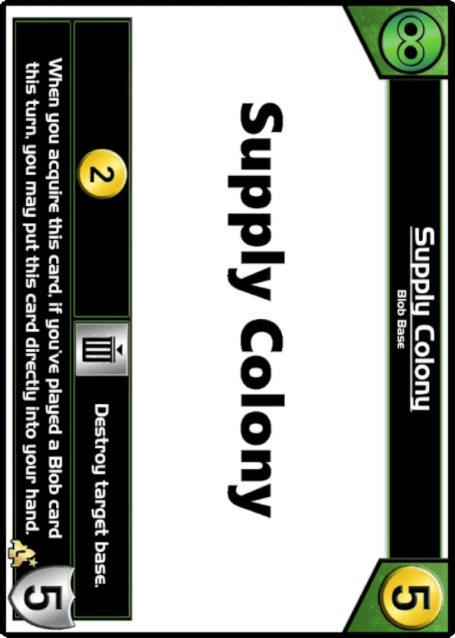 Supply Colony
Blob Base
5
Supply Colony
2
Destroy target base.
When you acquire this card, if you've played a Blob card
this turn, you may put this card directly into your hand.
5